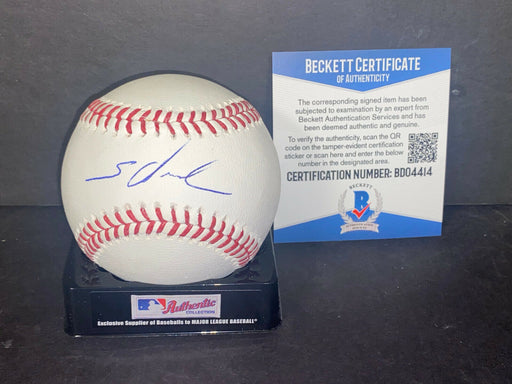 BECKETT CERTIFICATE
OF AUTHENTICITY
The corresponding signed item has been
subjected to examination by an expert from
Beckett Authentication Services and has
been deemed authentic and genuine.
To verify the authenticity, scan the QR
code on the tamper-evident certification
sticker or scan here and enter the below
number in the designated area.
CERTIFICATION NUMBER: BD04414
BECKETT
B
Authentic
COLLECTION
Exclusive Supplier of Baseballs to MAJOR LEAGUE BASEBALL®